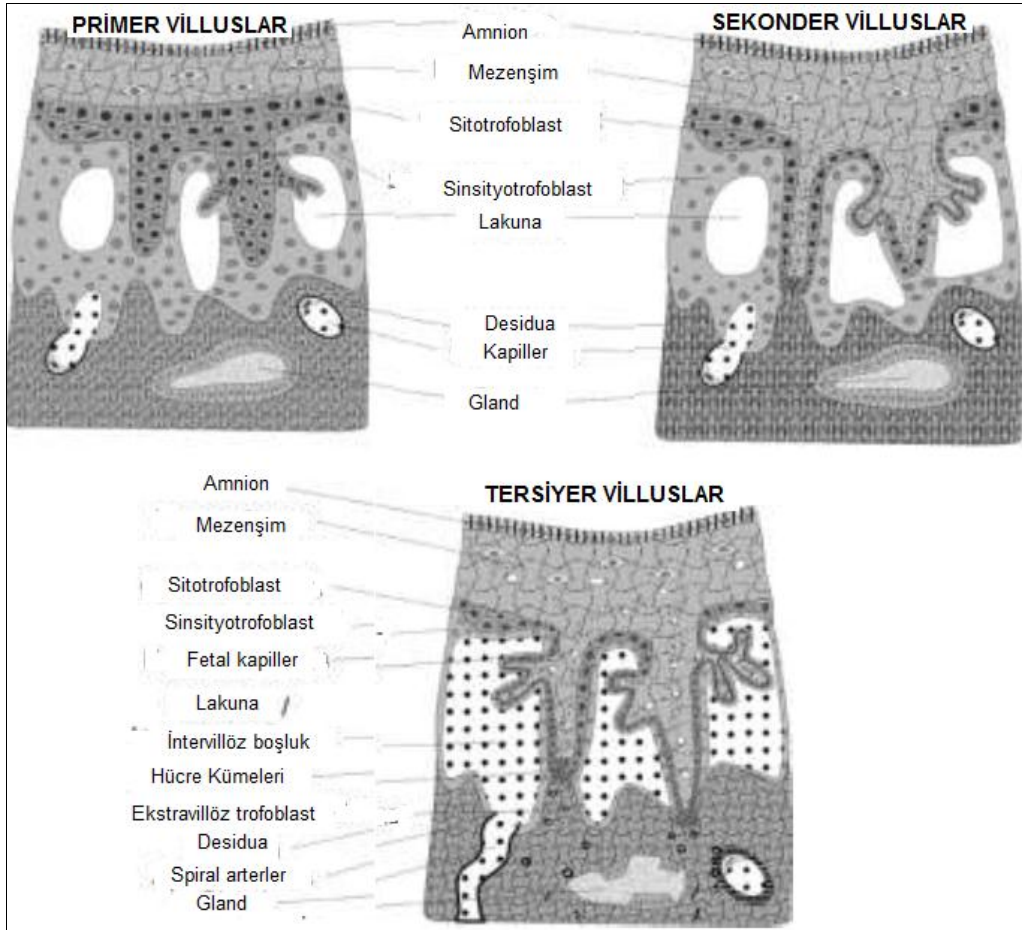 PRİMER VİLLUSLAR
SEKONDER VİLLUSLAR
Amnion
Mezenşim
Sitotrofoblast
Sinsityotrofoblast
Lakuna
Desidua
Kapiller
Gland
TERSİYER VİLLUSLAR
Amnion
Mezenşim
Sitotrofoblast
Sinsityotrofoblast
Fetal kapiller
Lakuna
İntervillöz boşluk
Hücre Kümeleri
Ekstravillöz trofoblast
Desidua
Spiral arterler
Gland